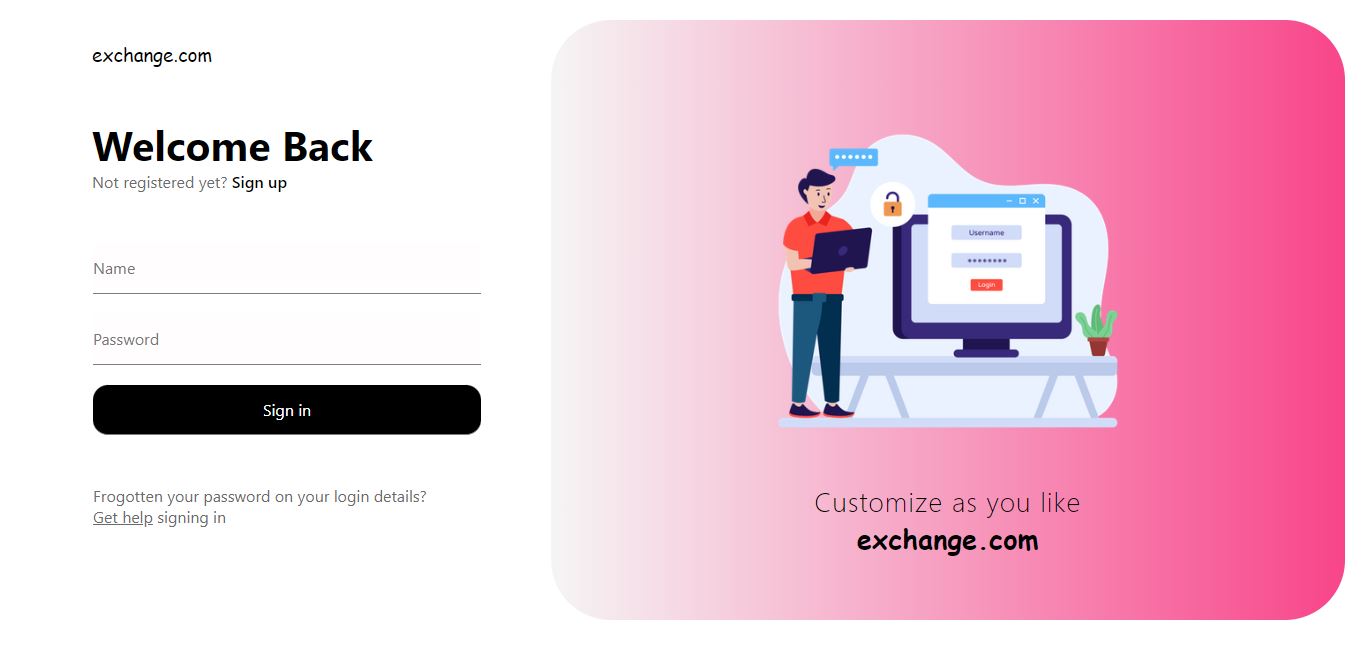 exchange.com
Welcome Back
Not registered yet? Sign up
Name
Password
Sign in
Frogotten your password on your login details?
Get help signing in
Username
Login
Customize as you like
exchange.com